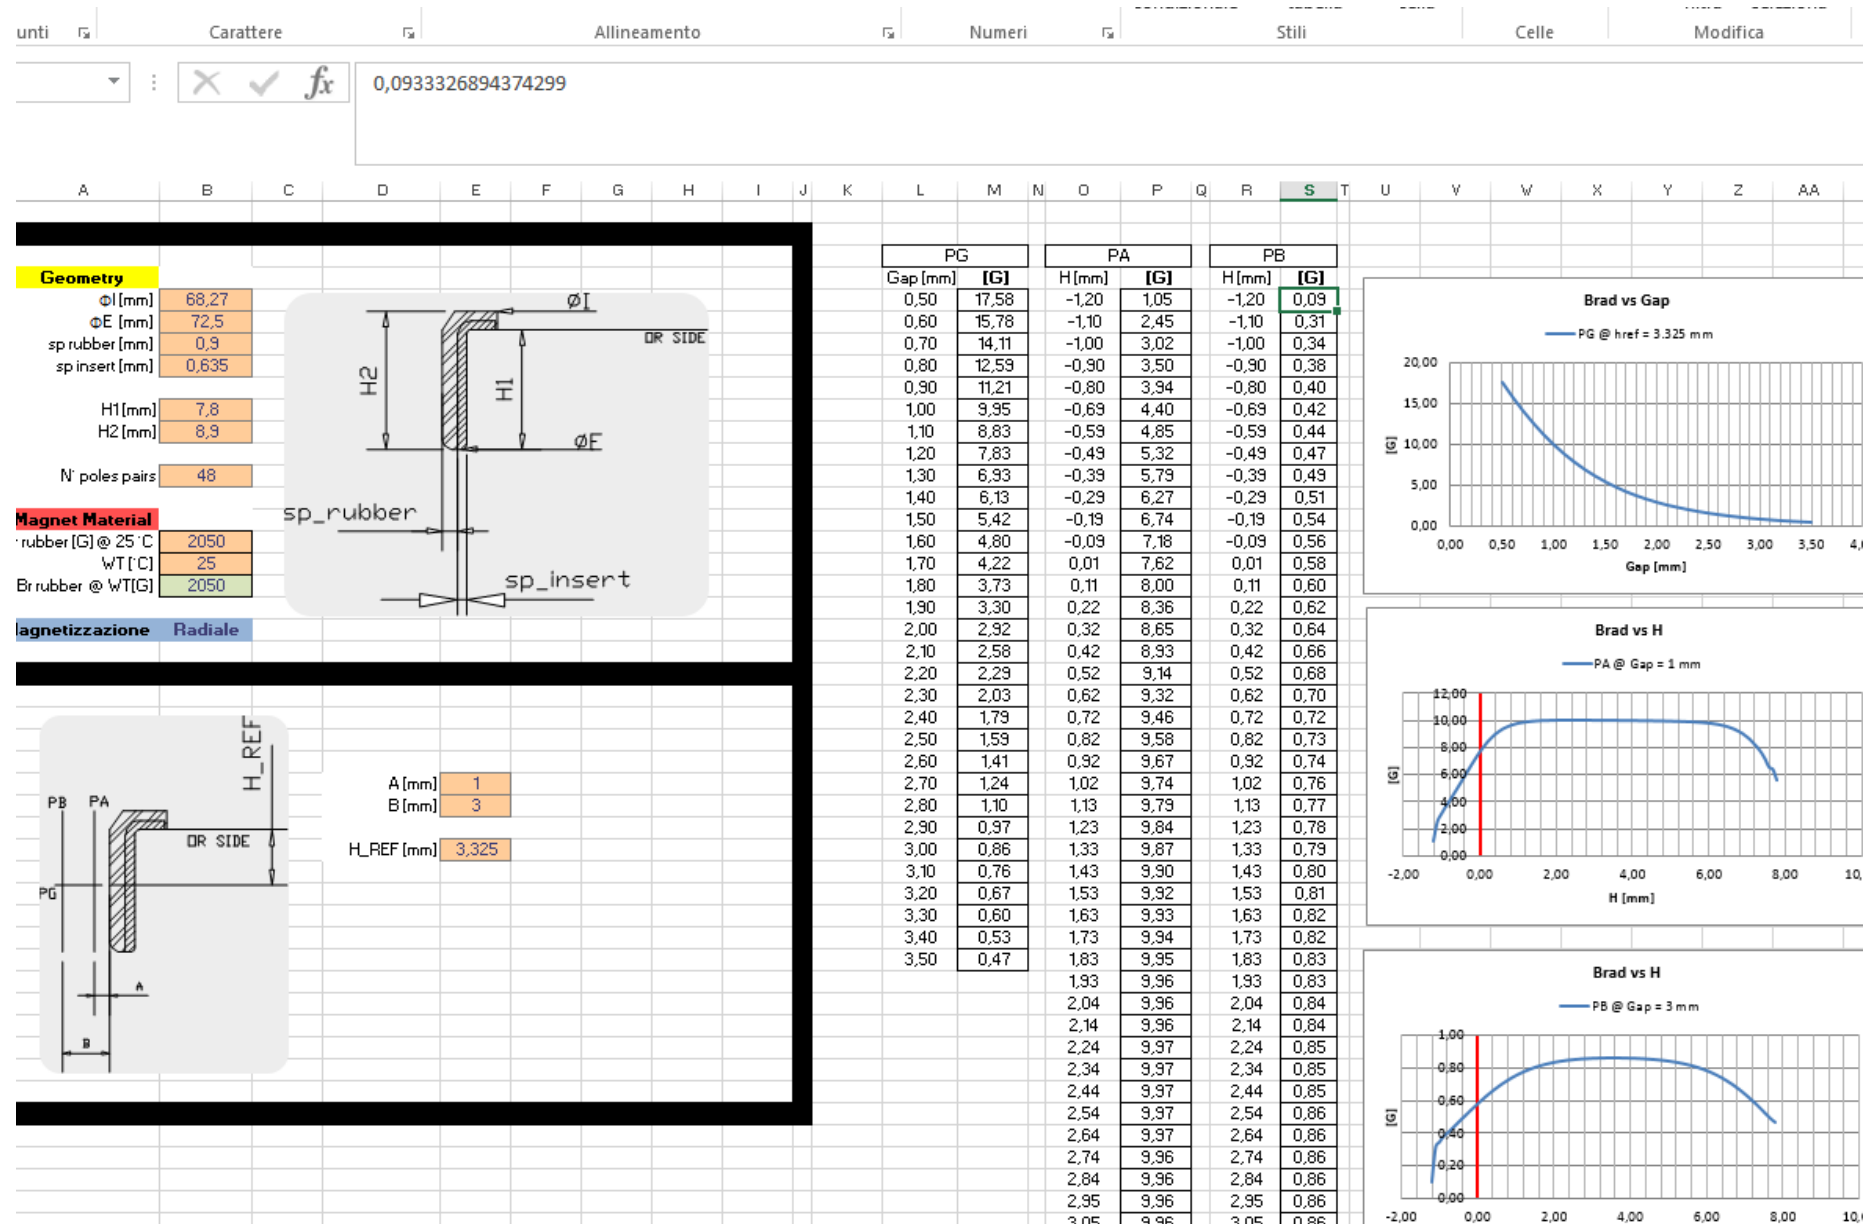 unti Carattere Allineamento Numeri Stili Celle Modifica
fx 0,0933326894374299
A B C D E F G H I J K L M N O P Q R S T U V W X Y Z AA
PG PA PB
Gap [mm] [G] H [mm] [G] H [mm] [G]
0,50 17,58 -1,20 1,05 -1,20 0,09
0,60 15,78 -1,10 2,45 -1,10 0,31
0,70 14,11 -1,00 3,02 -1,00 0,34
0,80 12,59 -0,90 3,50 -0,90 0,38
0,90 11,21 -0,80 3,94 -0,80 0,40
1,00 9,95 -0,69 4,40 -0,69 0,42
1,10 8,83 -0,59 4,85 -0,59 0,44
1,20 7,83 -0,49 5,32 -0,49 0,47
1,30 6,93 -0,39 5,79 -0,39 0,49
1,40 6,13 -0,29 6,27 -0,29 0,51
1,50 5,42 -0,19 6,74 -0,19 0,54
1,60 4,80 -0,09 7,18 -0,09 0,56
1,70 4,22 0,01 7,62 0,01 0,58
1,80 3,73 0,11 8,00 0,11 0,60
1,90 3,30 0,22 8,36 0,22 0,62
2,00 2,92 0,32 8,65 0,32 0,64
2,10 2,58 0,42 8,93 0,42 0,66
2,20 2,29 0,52 9,14 0,52 0,68
2,30 2,03 0,62 9,32 0,62 0,70
2,40 1,79 0,72 9,46 0,72 0,72
2,50 1,59 0,82 9,58 0,82 0,73
2,60 1,41 0,92 9,67 0,92 0,74
2,70 1,24 1,02 9,74 1,02 0,76
2,80 1,10 1,13 9,79 1,13 0,77
2,90 0,97 1,23 9,84 1,23 0,78
3,00 0,86 1,33 9,87 1,33 0,79
3,10 0,76 1,43 9,90 1,43 0,80
3,20 0,67 1,53 9,92 1,53 0,81
3,30 0,60 1,63 9,93 1,63 0,82
3,40 0,53 1,73 9,94 1,73 0,82
3,50 0,47 1,83 9,95 1,83 0,83
1,93 9,96 1,93 0,83
2,04 9,96 2,04 0,84
2,14 9,96 2,14 0,84
2,24 9,97 2,24 0,85
2,34 9,97 2,34 0,85
2,44 9,97 2,44 0,85
2,54 9,97 2,54 0,86
2,64 9,97 2,64 0,86
2,74 9,96 2,74 0,86
2,84 9,96 2,84 0,86
2,95 9,96 2,95 0,86
3,05 9,96 3,05 0,86
Geometry
ΦI [mm] 68,27
ΦE [mm] 72,5
sp rubber [mm] 0,9
sp insert [mm] 0,635
H1 [mm] 7,8
H2 [mm] 8,9
N° poles pairs 48
Magnet Material
rubber [G] @ 25°C 2050
WT [°C] 25
Br rubber @ WT [G] 2050
agnetizzazione Radiale
ØI
OR SIDE
H2
H1
ØE
sp_rubber
sp_insert
H_REF
PB PA
OR SIDE
PG
A
B
A [mm] 1
B [mm] 3
H_REF [mm] 3,325
Brad vs Gap
PG @ href = 3.325 mm
20,00
15,00
10,00
5,00
0,00
[G]
0,00 0,50 1,00 1,50 2,00 2,50 3,00 3,50
Gap [mm]
Brad vs H
PA @ Gap = 1 mm
12,00
10,00
8,00
6,00
4,00
2,00
0,00
[G]
-2,00 0,00 2,00 4,00 6,00 8,00 10,
H [mm]
Brad vs H
PB @ Gap = 3 mm
1,00
0,80
0,60
0,40
0,20
0,00
[G]
-2,00 0,00 2,00 4,00 6,00 8,00 10,